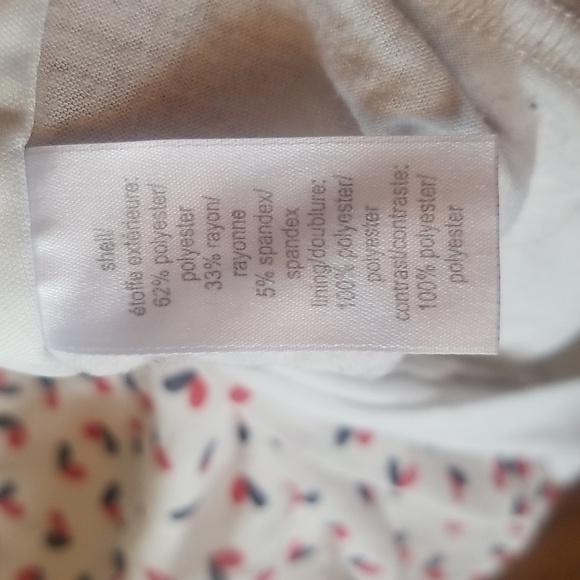 shell/
étoffe extérieure:
62% polyester/
polyester
33% rayon/
rayonne
5% spandex/
spandex
lining/doublure:
100% polyester/
polyester
contrast/contraste:
100% polyester/
polyester